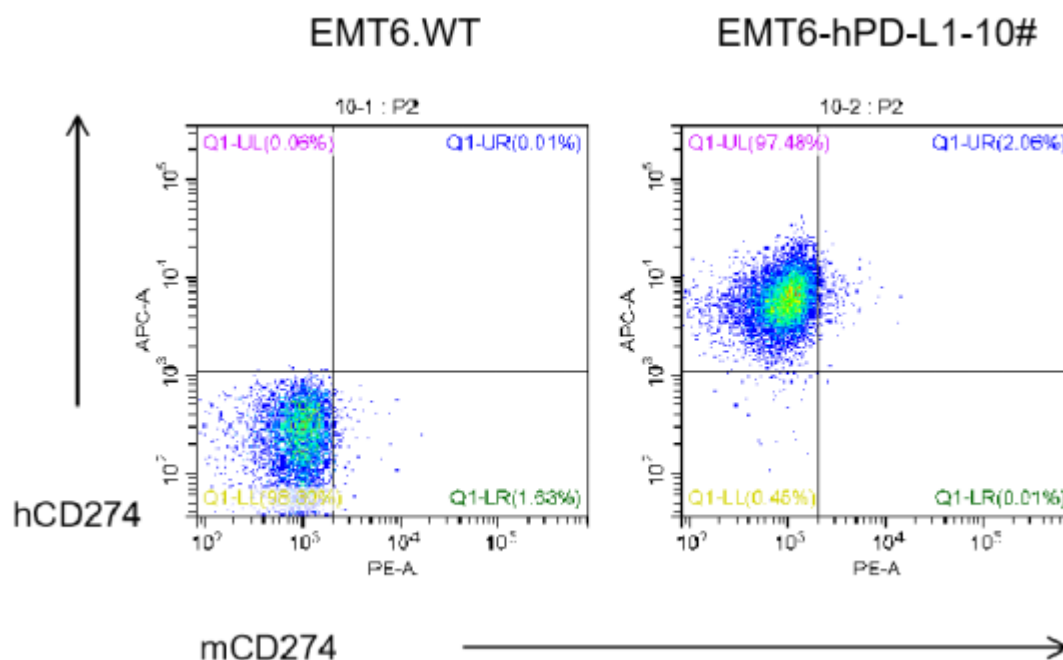 EMT6.WT
EMT6-hPD-L1-10#
10-1 : P2
10-2 : P2
Q1-UL(0.06%)
Q1-UR(0.01%)
Q1-UL(97.48%)
Q1-UR(2.06%)
APC-A
APC-A
Q1-LR(1.63%)
Q1-LL(0.45%)
Q1-LR(0.01%)
PE-A
PE-A
hCD274
mCD274